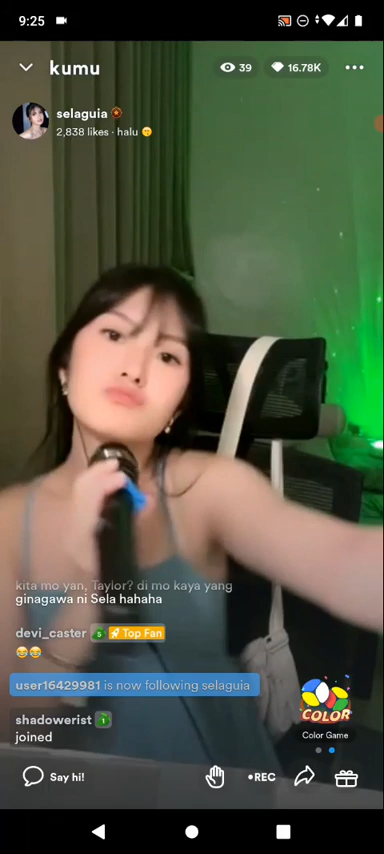 9:25
kumu
39
16.78K
selaguia
2,838 likes · halu
kita mo yan, Taylor? di mo kaya yang
ginagawa ni Sela hahaha
devi_caster 5 Top Fan
user16429981 is now following selaguia
shadowerist 1
joined
COLOR
Color Game
Say hi!
•REC